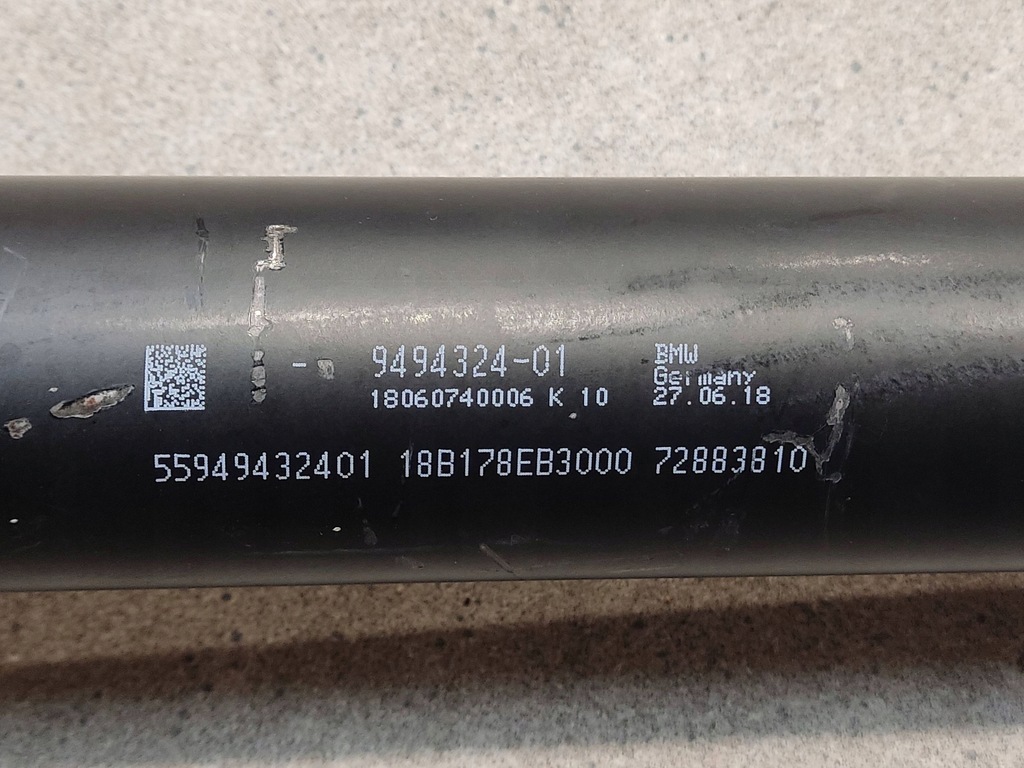 - 9494324-01 BMW
Germany
18060740006 K 10 27.06.18
55949432401 18B178EB3000 72883810